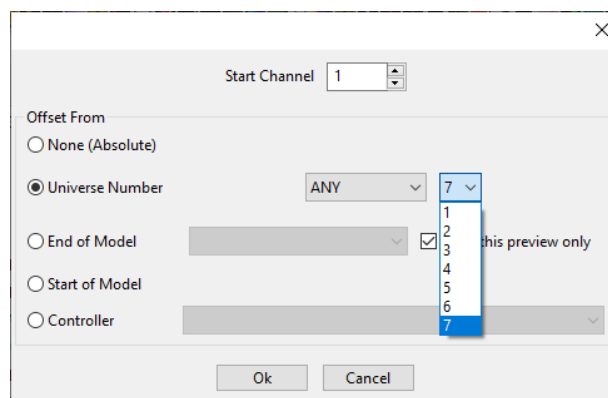 Start Channel 1
Offset From
None (Absolute)
Universe Number ANY 7
1
2
End of Model this preview only
3
4
Start of Model
5
6
Controller
7
Ok Cancel